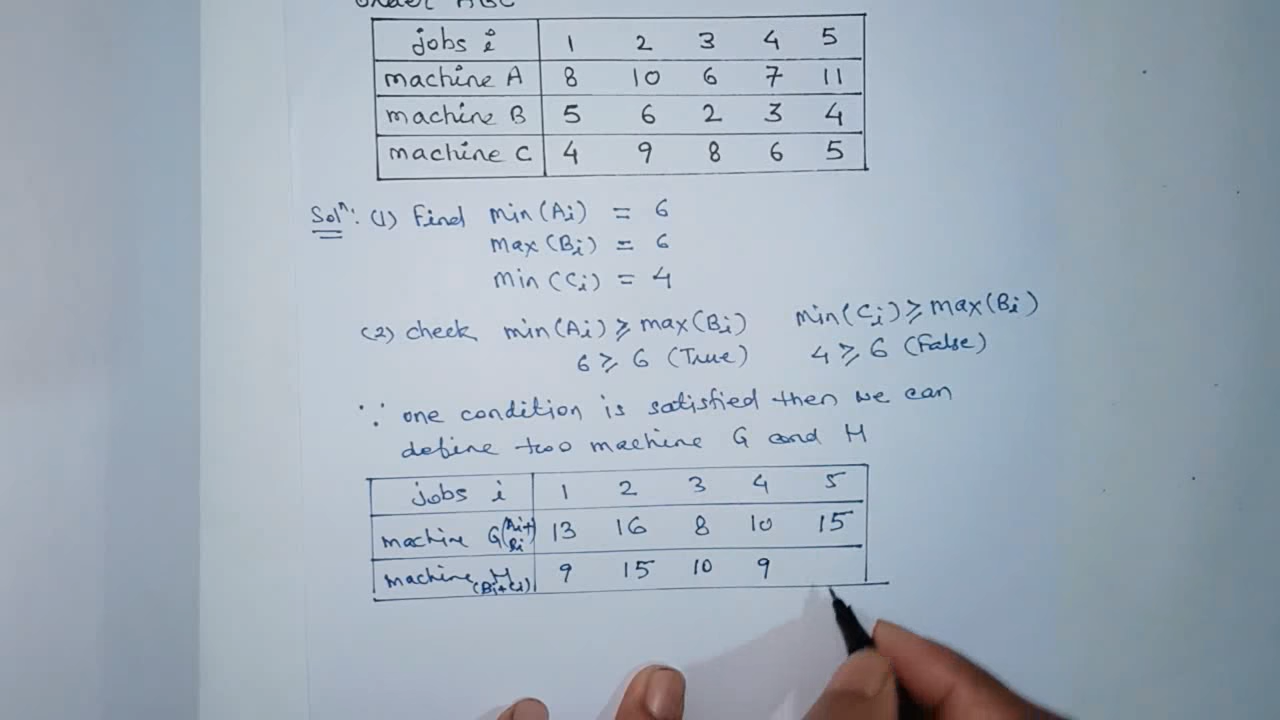 order ABC
jobs i 1 2 3 4 5
machine A 8 10 6 7 11
machine B 5 6 2 3 4
machine C 4 9 8 6 5
Solⁿ: (1) Find min(Ai) = 6
max(Bi) = 6
min(Ci) = 4
(2) check min(Ai) ⩾ max(Bi) min(Ci) ⩾ max(Bi)
6 ⩾ 6 (True) 4 ⩾ 6 (False)
∵ one condition is satisfied then we can
define two machine G and H
jobs i 1 2 3 4 5
machine G(Ai+Bi) 13 16 8 10 15
machine H (Bi+Ci) 9 15 10 9